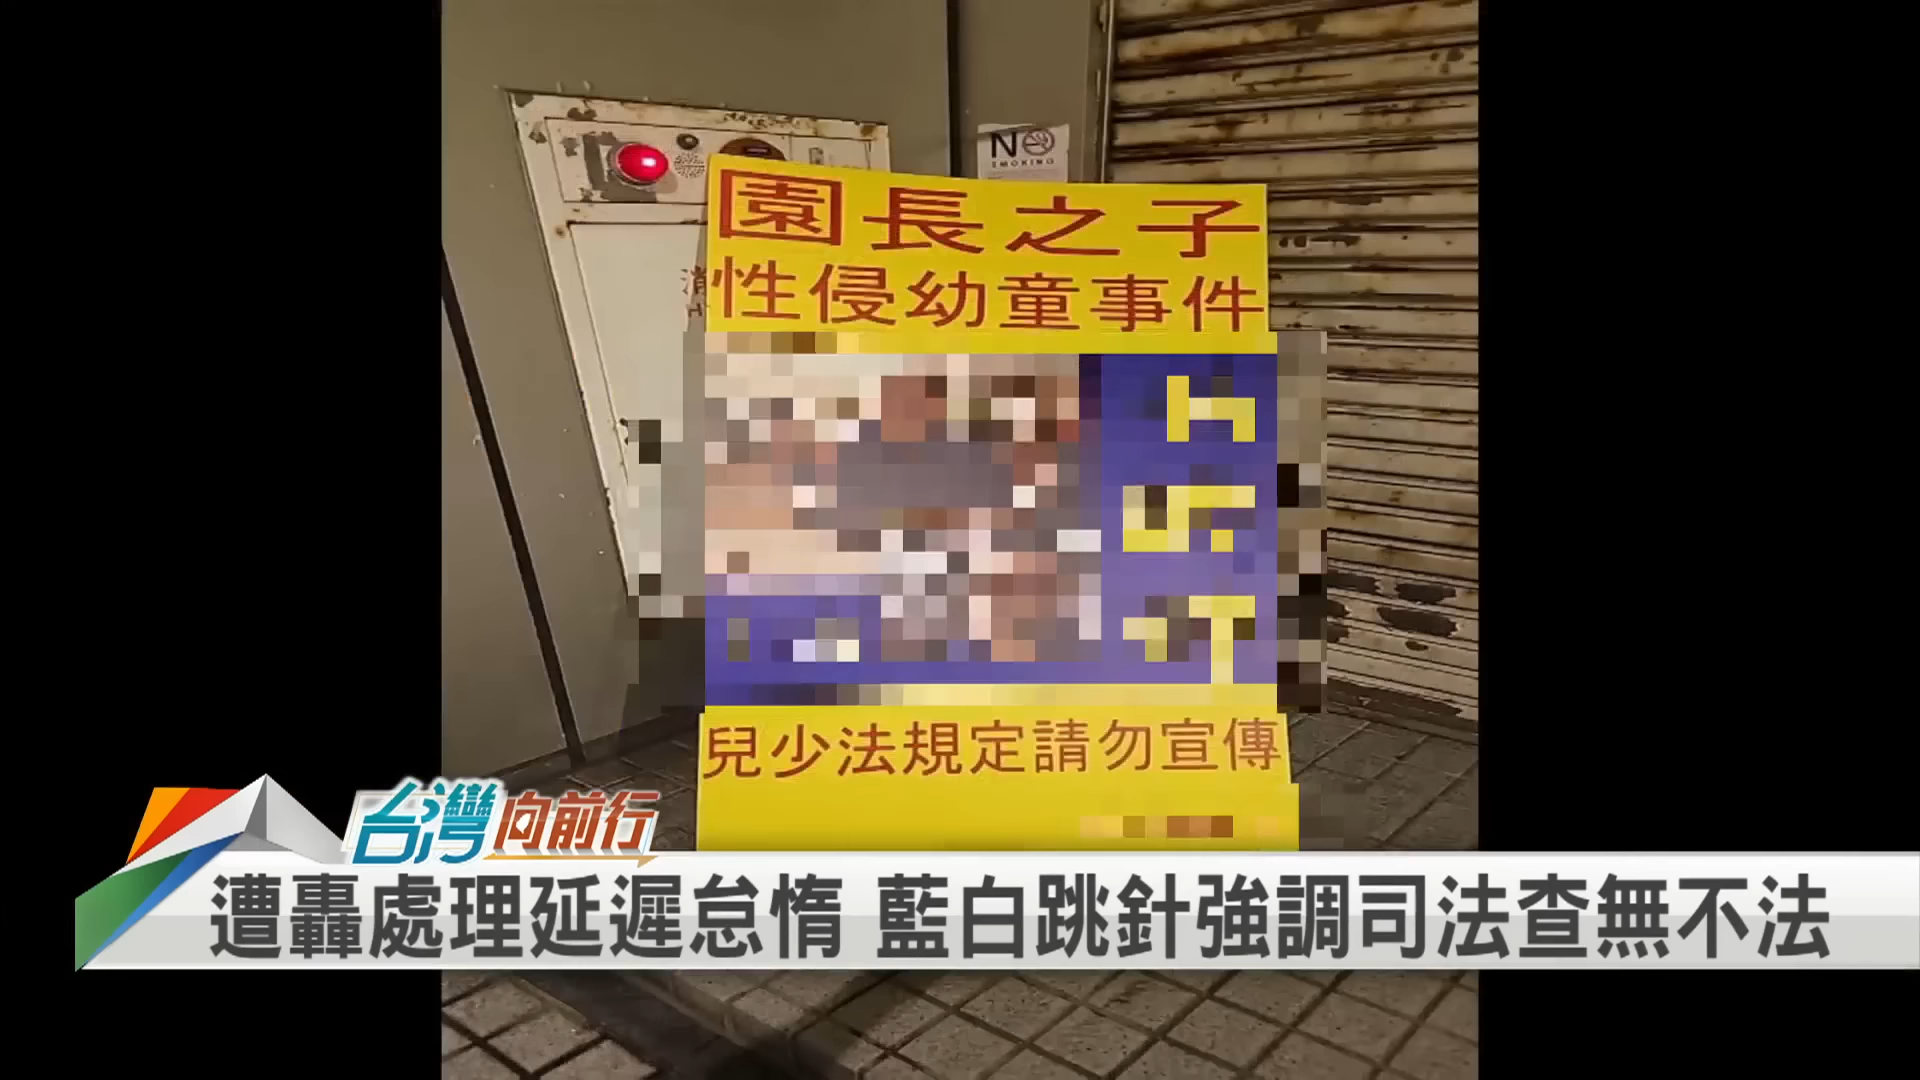 NO
SMOKING
園長之子
性侵幼童事件
消
兒少法規定請勿宣傳
台灣向前行
遭轟處理延遲怠惰 藍白跳針強調司法查無不法